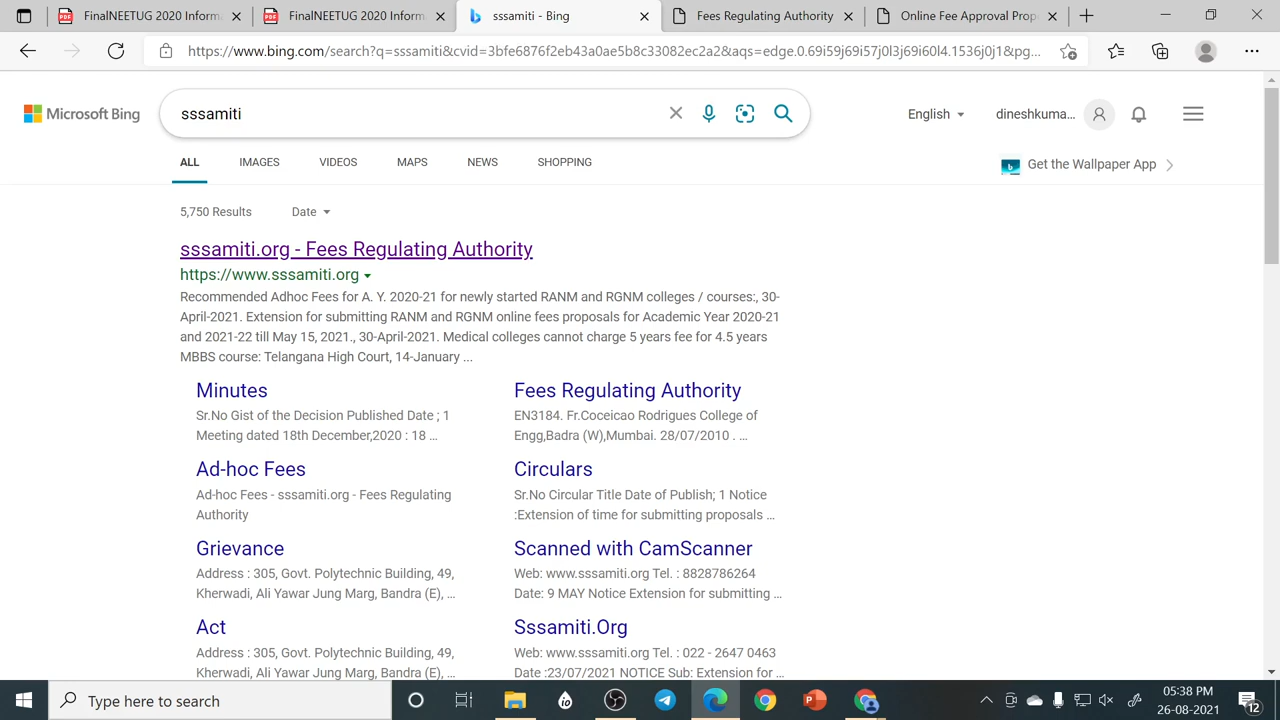 FinalNEETUG 2020 Inform
FinalNEETUG 2020 Inform
sssamiti - Bing
Fees Regulating Authority
Online Fee Approval Prop
https://www.bing.com/search?q=sssamiti&cvid=3bfe6876f2eb43a0ae5b8c33082ec2a2&aqs=edge.0.69i59j69i57j0l3j69i60l4.1536j0j1&pg...
Microsoft Bing
sssamiti
English
dineshkuma...
ALL IMAGES VIDEOS MAPS NEWS SHOPPING
Get the Wallpaper App
5,750 Results Date
sssamiti.org - Fees Regulating Authority
https://www.sssamiti.org
Recommended Adhoc Fees for A. Y. 2020-21 for newly started RANM and RGNM colleges / courses:, 30-
April-2021. Extension for submitting RANM and RGNM online fees proposals for Academic Year 2020-21
and 2021-22 till May 15, 2021., 30-April-2021. Medical colleges cannot charge 5 years fee for 4.5 years
MBBS course: Telangana High Court, 14-January ...
Minutes
Sr.No Gist of the Decision Published Date ; 1
Meeting dated 18th December,2020 : 18 ...
Fees Regulating Authority
EN3184. Fr.Coceicao Rodrigues College of
Engg,Badra (W),Mumbai. 28/07/2010 . ...
Ad-hoc Fees
Ad-hoc Fees - sssamiti.org - Fees Regulating
Authority
Circulars
Sr.No Circular Title Date of Publish; 1 Notice
:Extension of time for submitting proposals ...
Grievance
Address : 305, Govt. Polytechnic Building, 49,
Kherwadi, Ali Yawar Jung Marg, Bandra (E), ...
Scanned with CamScanner
Web: www.sssamiti.org Tel. : 8828786264
Date: 9 MAY Notice Extension for submitting ...
Act
Address : 305, Govt. Polytechnic Building, 49,
Kherwadi, Ali Yawar Jung Marg, Bandra (E), ...
Sssamiti.Org
Web: www.sssamiti.org Tel. : 022 - 2647 0463
Date :23/07/2021 NOTICE Sub: Extension for ...
Type here to search
05:38 PM
26-08-2021
12